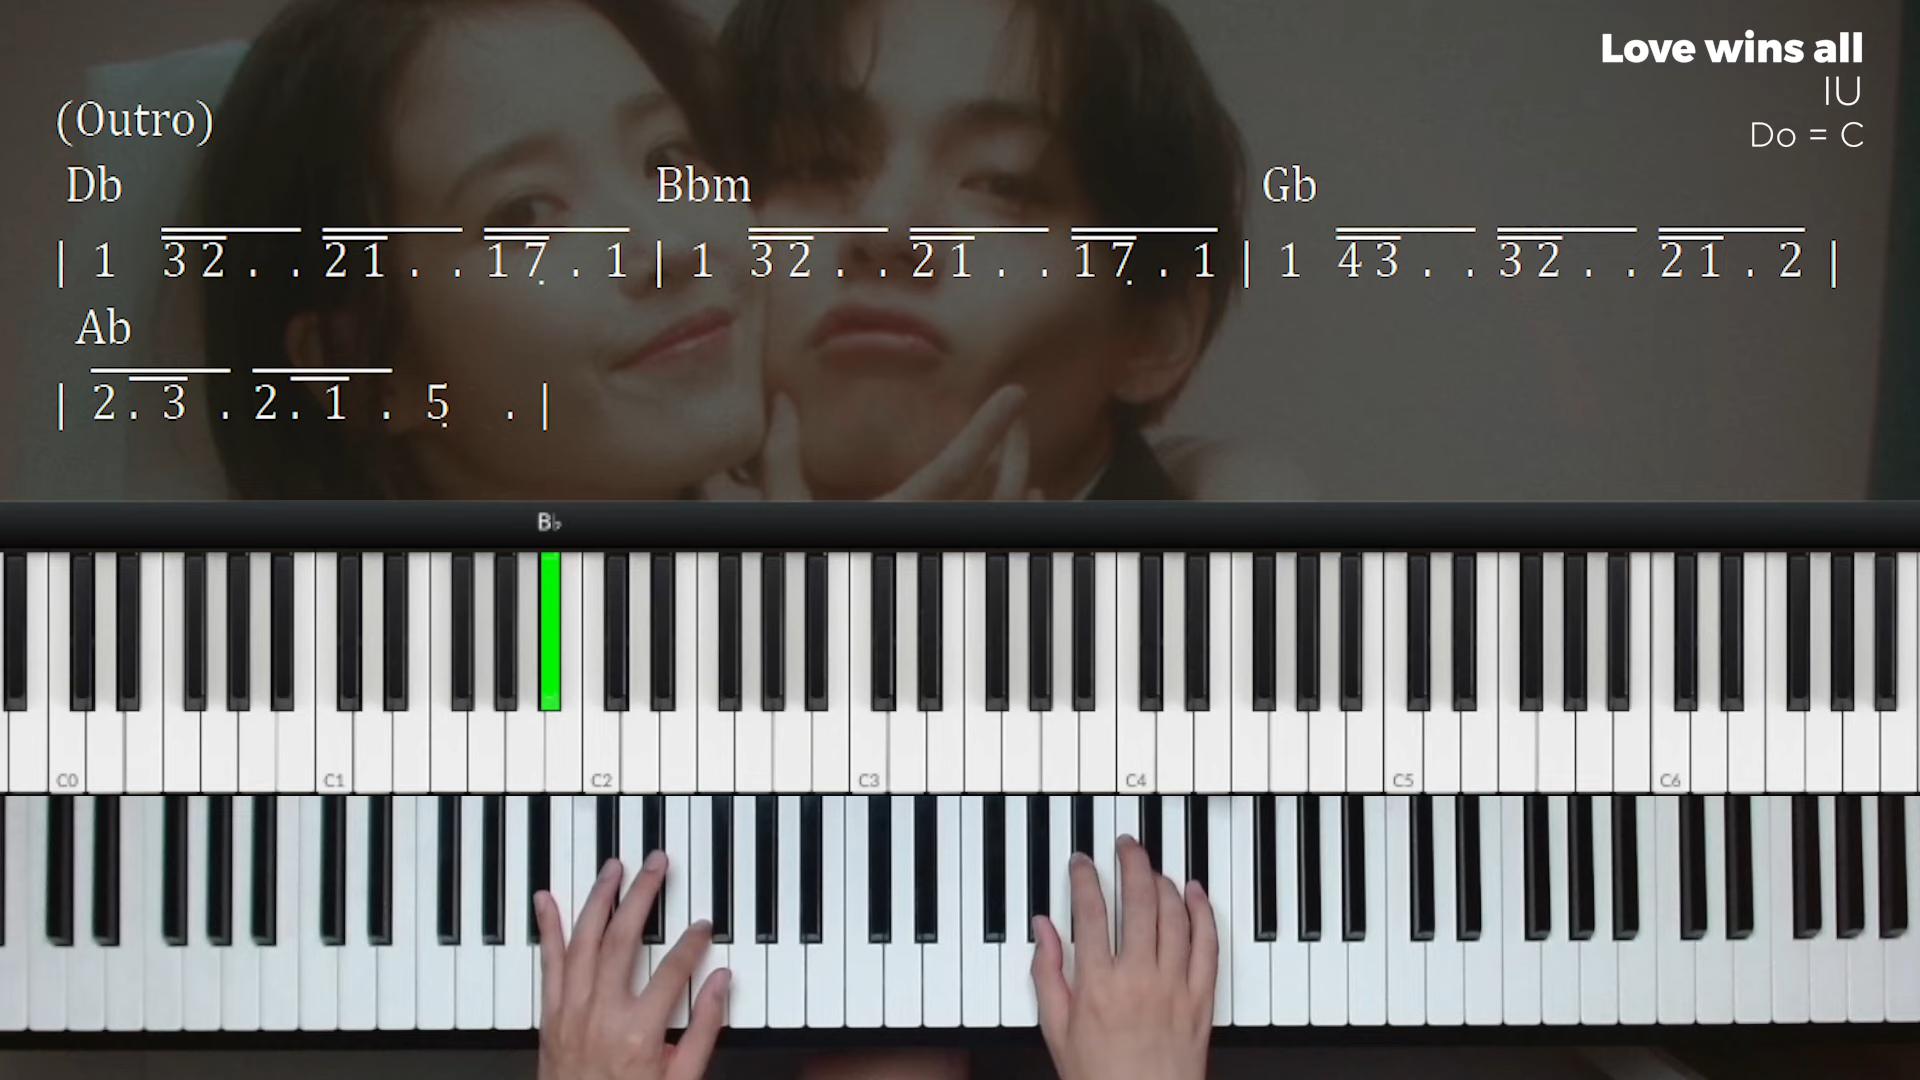 Love wins all
IU
Do = C
(Outro)
Db Bbm Gb
| 1 3 2 . . 2 1 . . 1 7 . 1 | 1 3 2 . . 2 1 . . 1 7 . 1 | 1 4 3 . . 3 2 . . 2 1 . 2 |
Ab
| 2 . 3 . 2 . 1 . 5 . |
B♭
C0 C1 C2 C3 C4 C5 C6